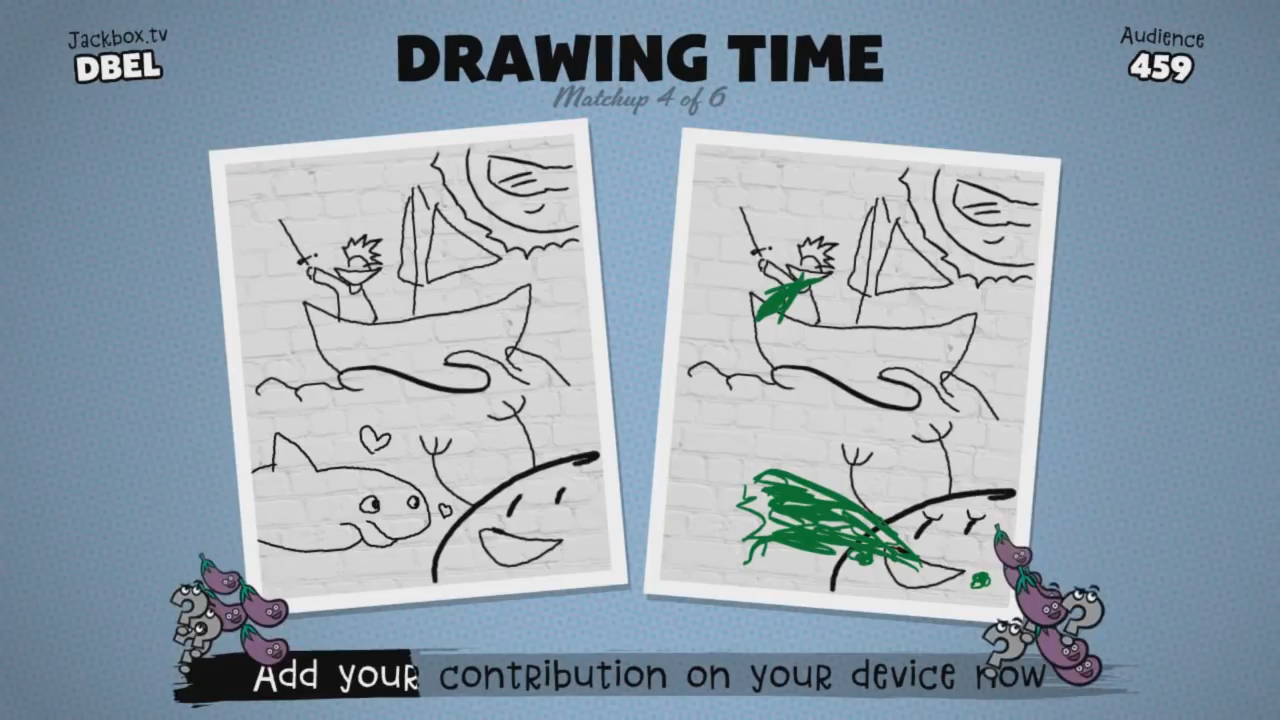 Jackbox.tv
DBEL
DRAWING TIME
Matchup 4 of 6
Audience
459
Add your contribution on your device now